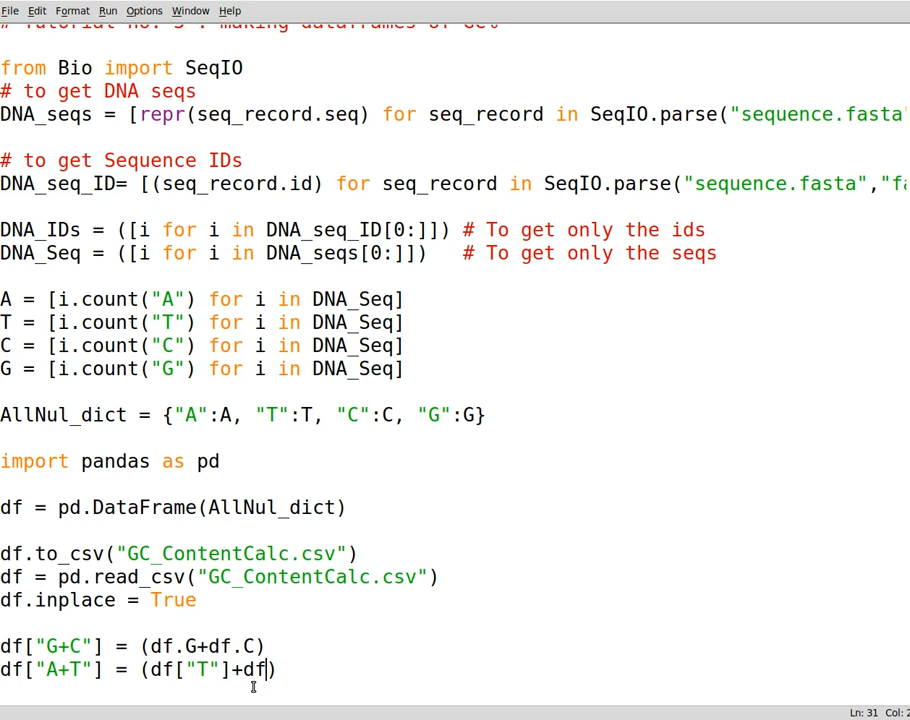 File Edit Format Run Options Window Help
from Bio import SeqIO
# to get DNA seqs
DNA_seqs = [repr(seq_record.seq) for seq_record in SeqIO.parse("sequence.fasta"
# to get Sequence IDs
DNA_seq_ID= [(seq_record.id) for seq_record in SeqIO.parse("sequence.fasta","fa
DNA_IDs = ([i for i in DNA_seq_ID[0:]]) # To get only the ids
DNA_Seq = ([i for i in DNA_seqs[0:]])   # To get only the seqs
A = [i.count("A") for i in DNA_Seq]
T = [i.count("T") for i in DNA_Seq]
C = [i.count("C") for i in DNA_Seq]
G = [i.count("G") for i in DNA_Seq]
AllNul_dict = {"A":A, "T":T, "C":C, "G":G}
import pandas as pd
df = pd.DataFrame(AllNul_dict)
df.to_csv("GC_ContentCalc.csv")
df = pd.read_csv("GC_ContentCalc.csv")
df.inplace = True
df["G+C"] = (df.G+df.C)
df["A+T"] = (df["T"]+df)
Ln: 31 Col: 2